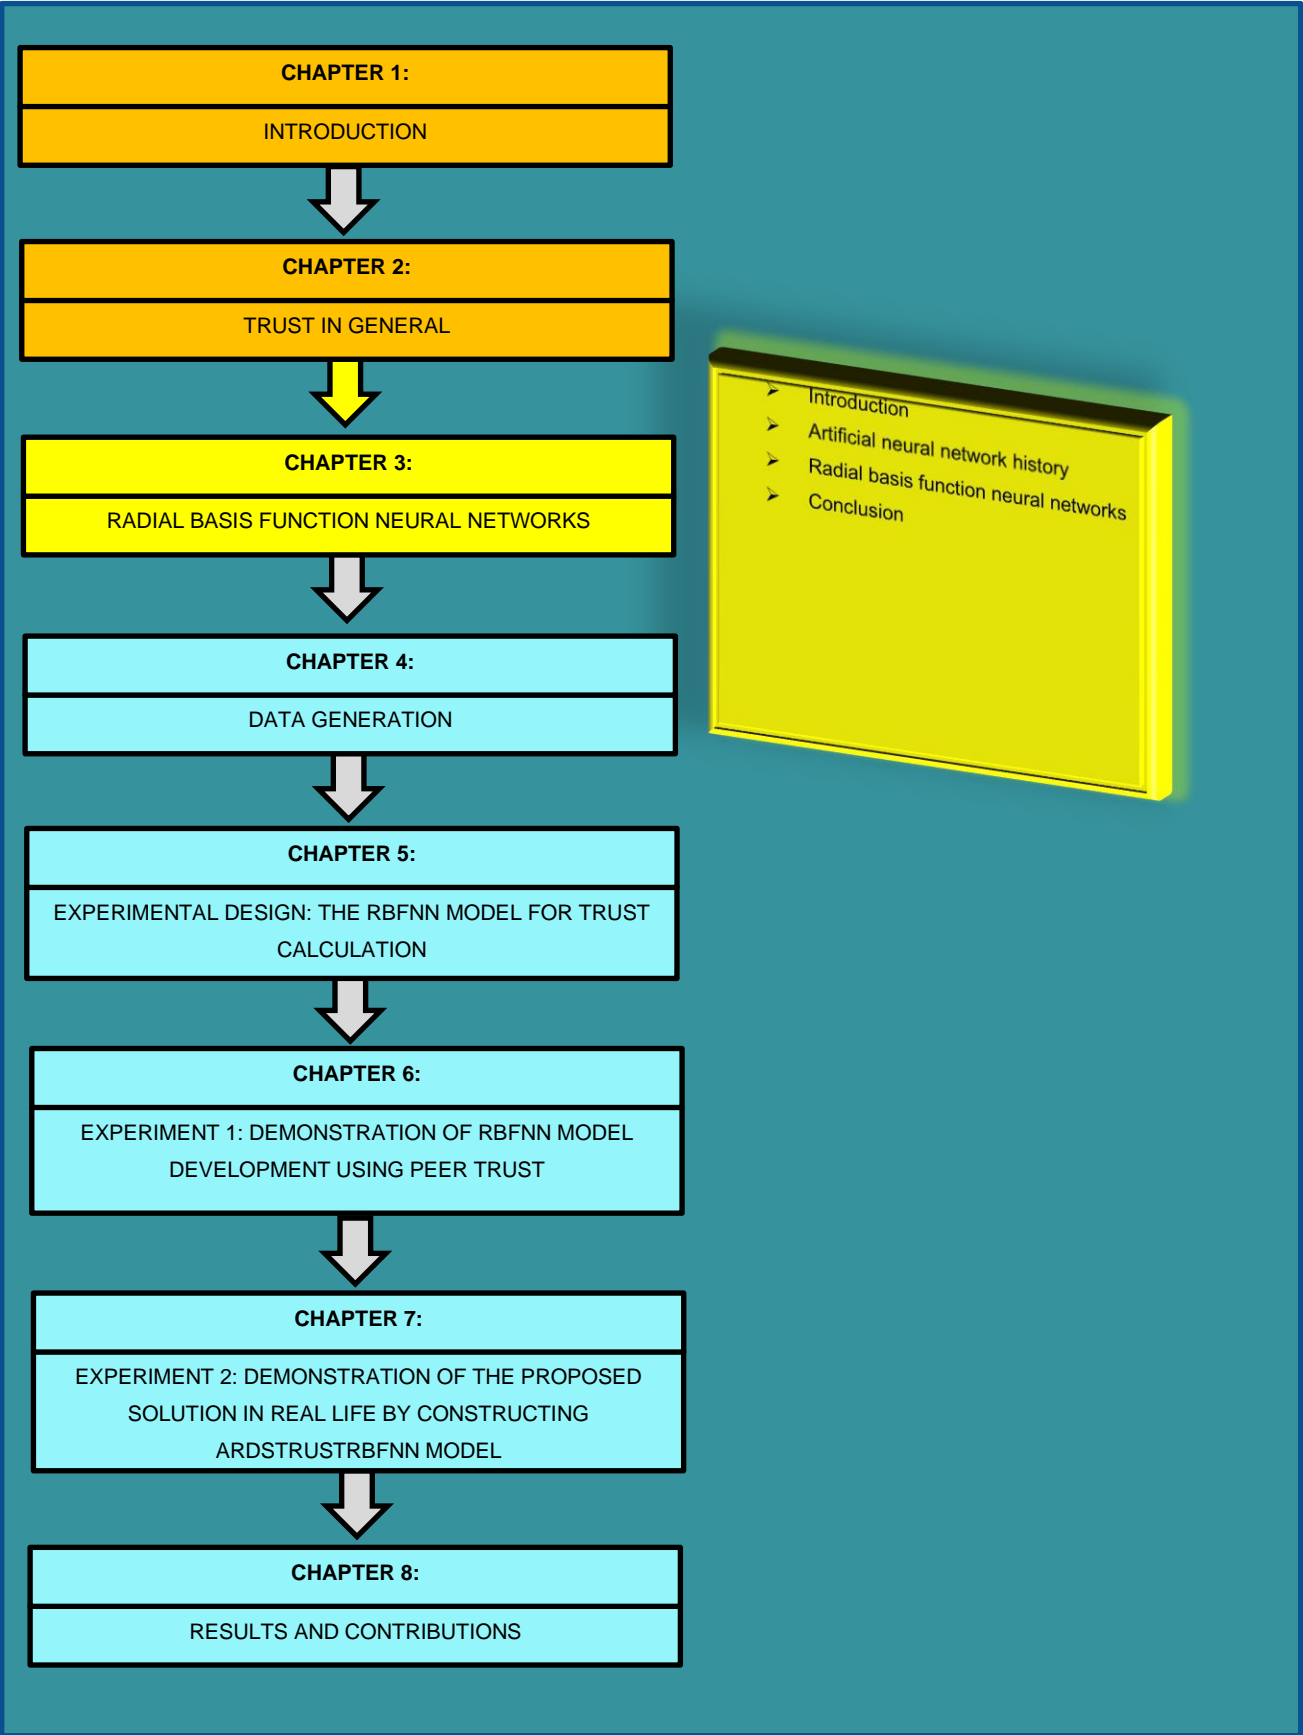 CHAPTER 1:
INTRODUCTION
CHAPTER 2:
TRUST IN GENERAL
CHAPTER 3:
RADIAL BASIS FUNCTION NEURAL NETWORKS
➢ Introduction
➢ Artificial neural network history
➢ Radial basis function neural networks
➢ Conclusion
CHAPTER 4:
DATA GENERATION
CHAPTER 5:
EXPERIMENTAL DESIGN: THE RBFNN MODEL FOR TRUST
CALCULATION
CHAPTER 6:
EXPERIMENT 1: DEMONSTRATION OF RBFNN MODEL
DEVELOPMENT USING PEER TRUST
CHAPTER 7:
EXPERIMENT 2: DEMONSTRATION OF THE PROPOSED
SOLUTION IN REAL LIFE BY CONSTRUCTING
ARDSTRUSTRBFNN MODEL
CHAPTER 8:
RESULTS AND CONTRIBUTIONS